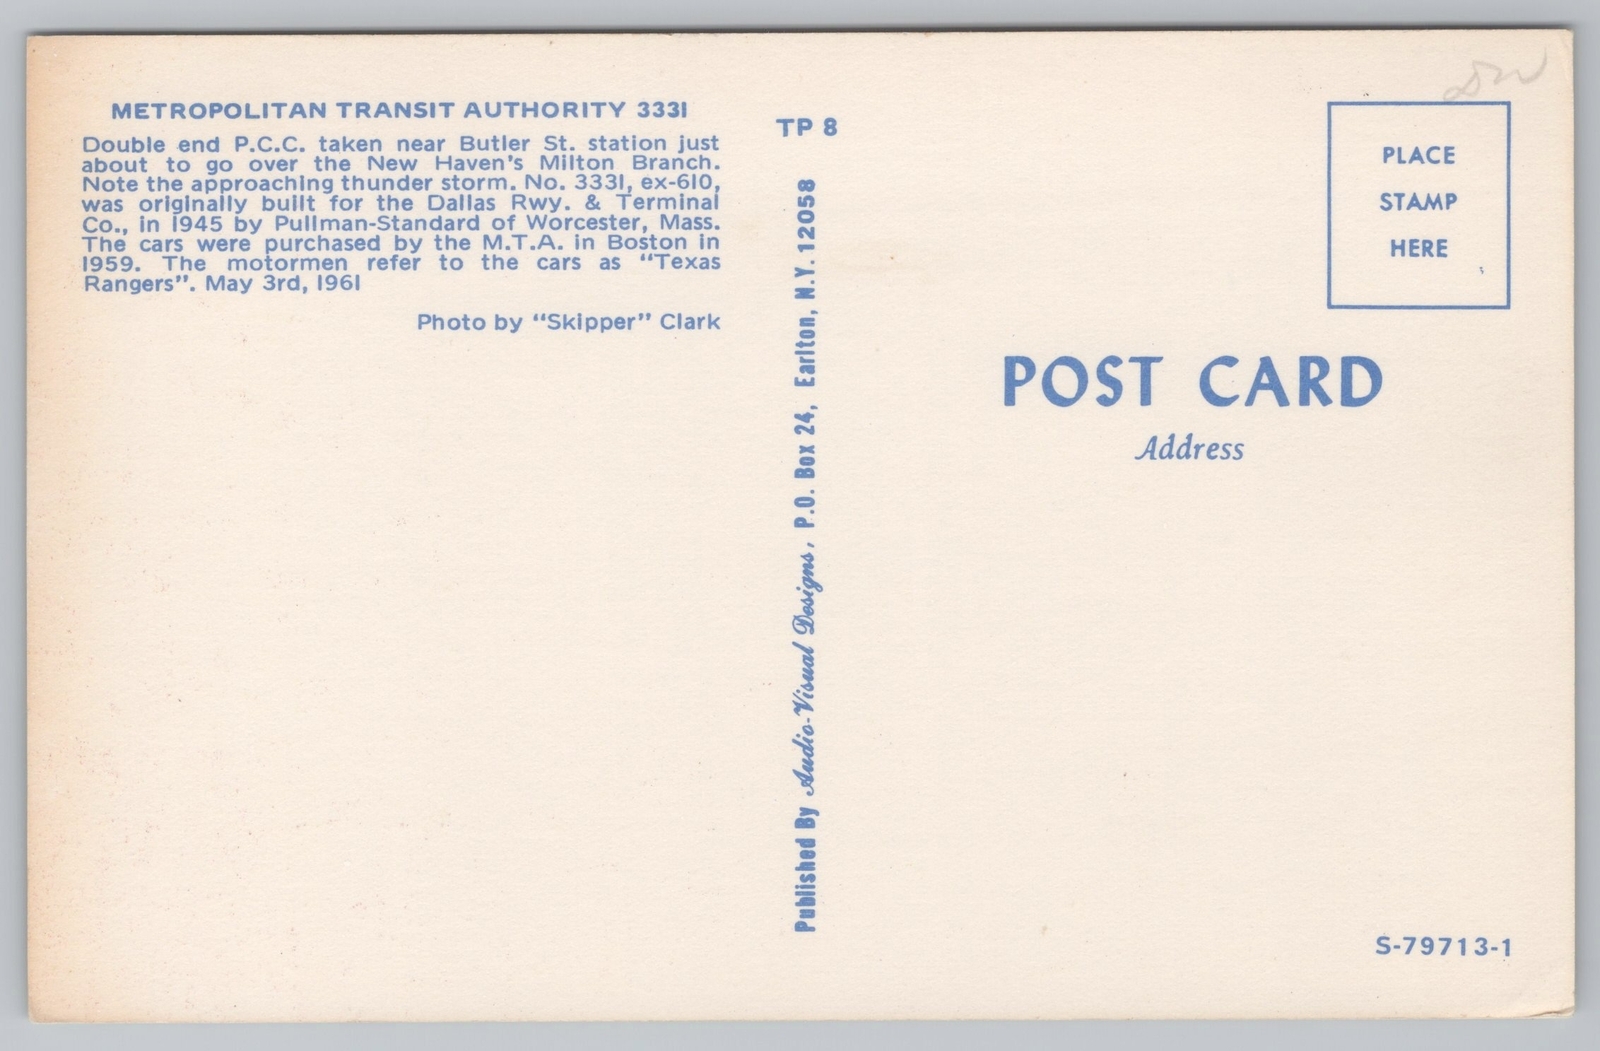 METROPOLITAN TRANSIT AUTHORITY 3331
Double end P.C.C. taken near Butler St. station just
about to go over the New Haven's Milton Branch.
Note the approaching thunder storm. No. 3331, ex-610,
was originally built for the Dallas Rwy. & Terminal
Co., in 1945 by Pullman-Standard of Worcester, Mass.
The cars were purchased by the M.T.A. in Boston in
1959. The motormen refer to the cars as “Texas
Rangers”. May 3rd, 1961
Photo by “Skipper” Clark
TP 8
Published By Audio-Visual Designs, P.O. Box 24, Earlton, N.Y. 12058
PLACE
STAMP
HERE
POST CARD
Address
S-79713-1